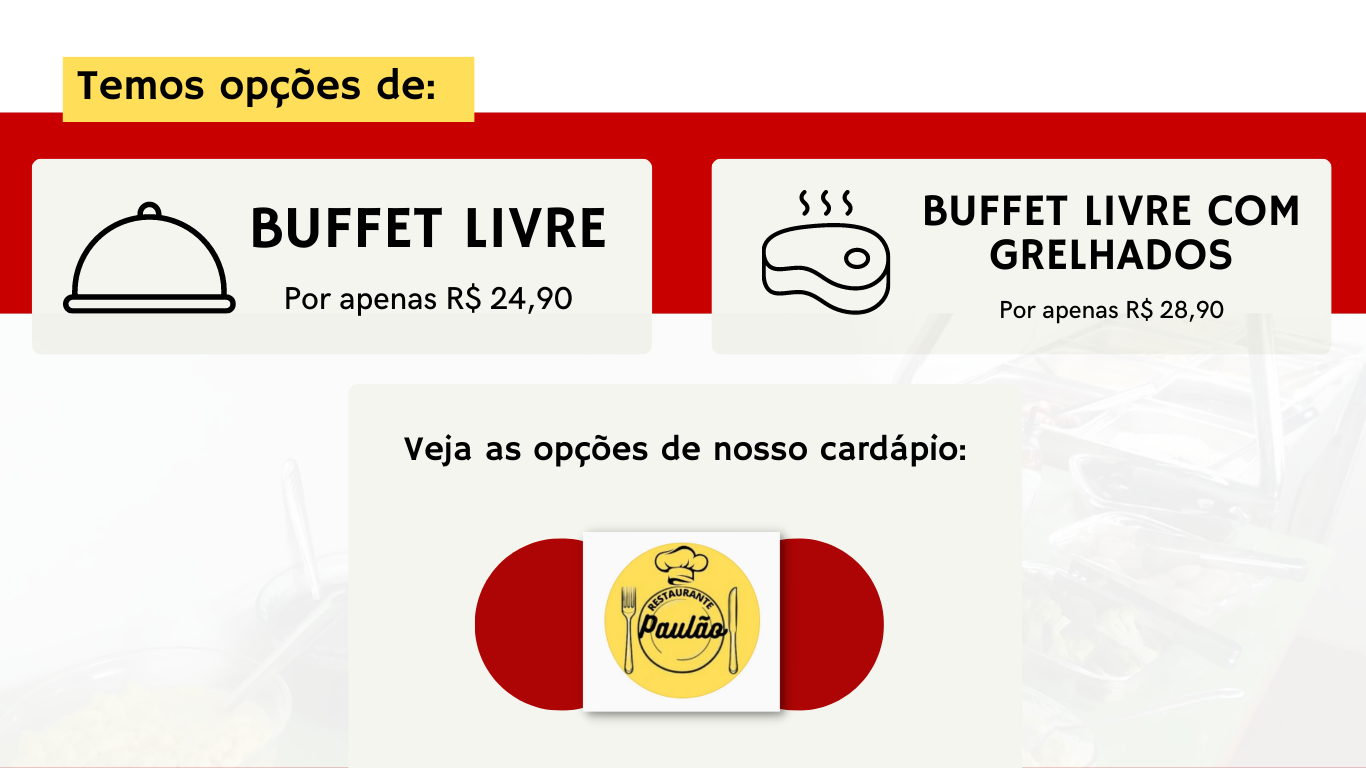 Temos opções de:
BUFFET LIVRE
Por apenas R$ 24,90
BUFFET LIVRE COM
GRELHADOS
Por apenas R$ 28,90
Veja as opções de nosso cardápio:
RESTAURANTE
Paulão